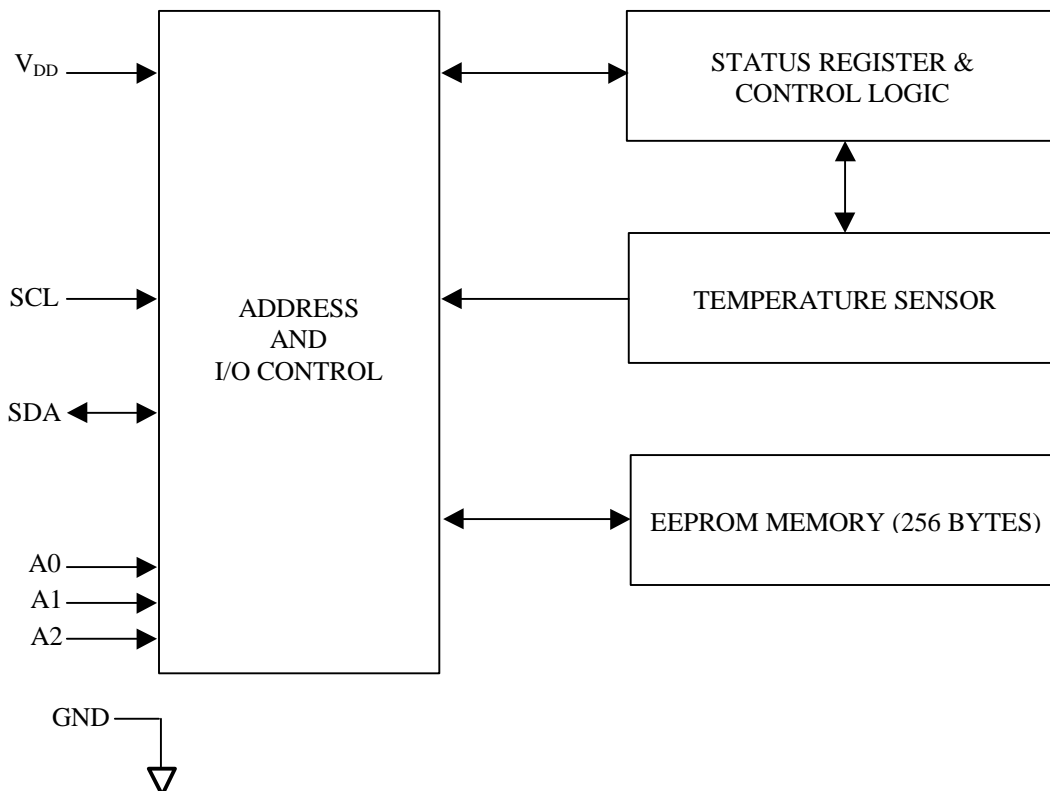 V_DD
SCL
SDA
A0
A1
A2
GND
ADDRESS
AND
I/O CONTROL
STATUS REGISTER &
CONTROL LOGIC
TEMPERATURE SENSOR
EEPROM MEMORY (256 BYTES)